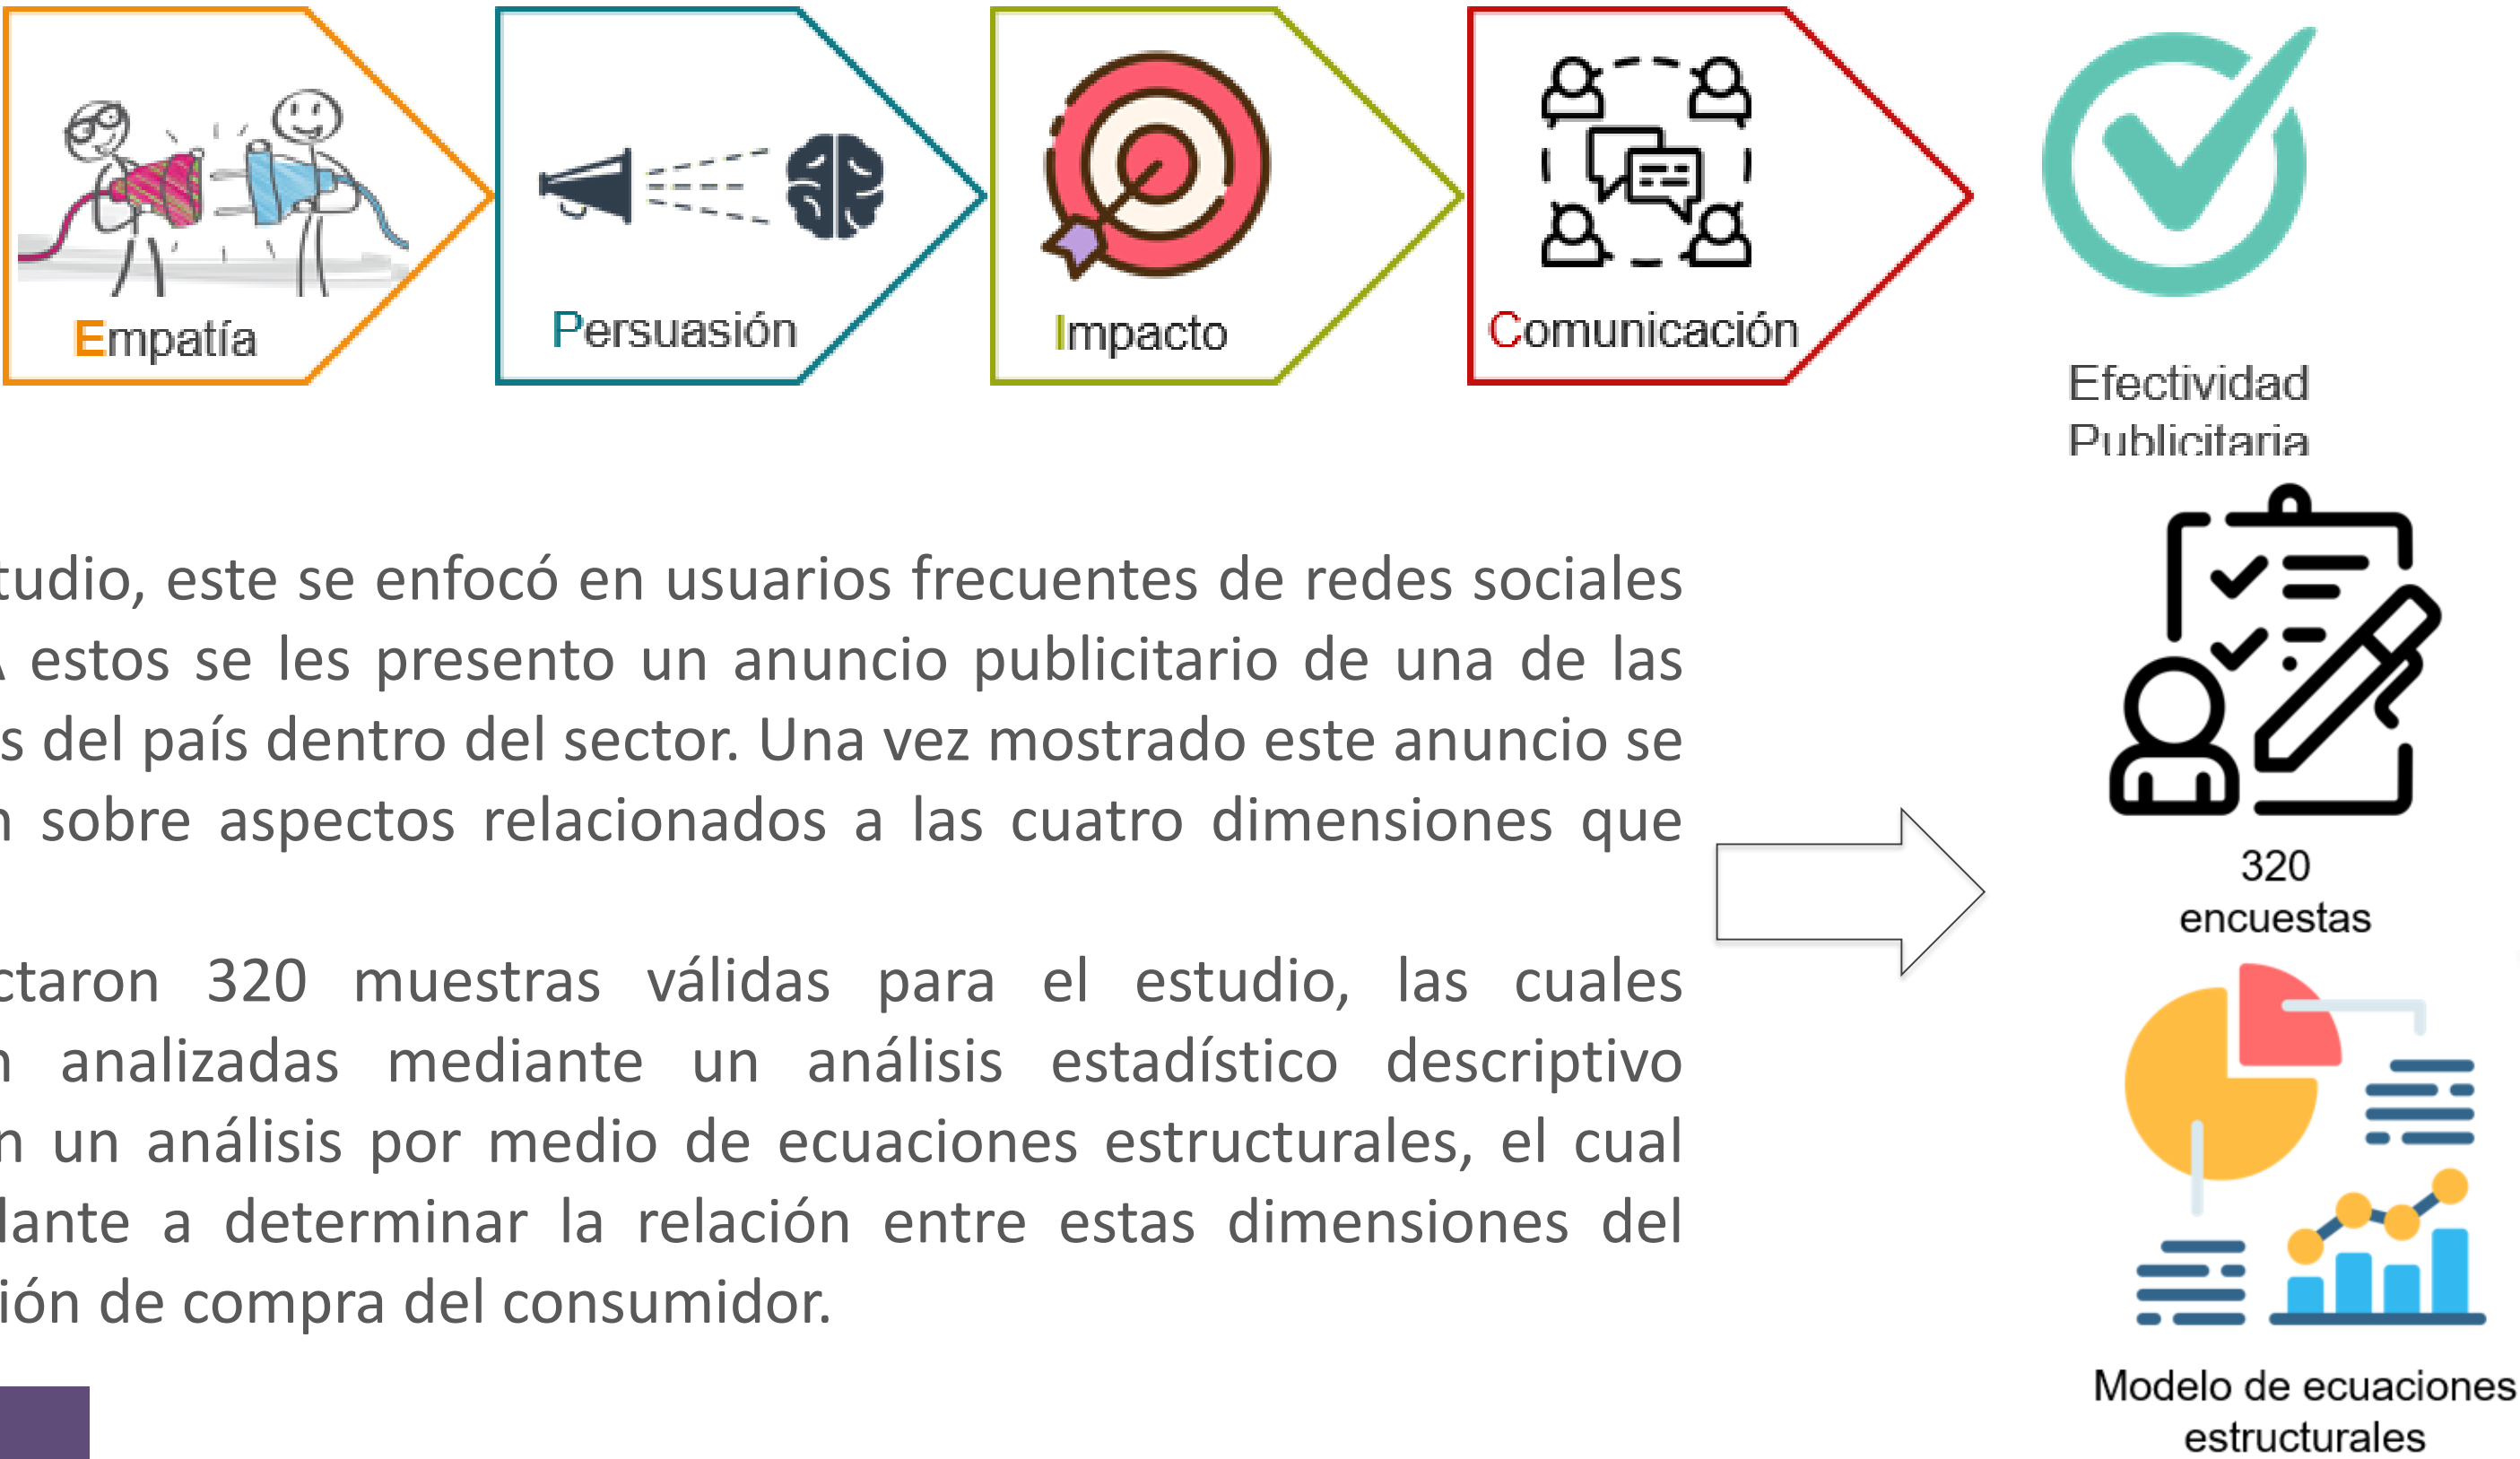 Empatía
Persuasión
Impacto
Comunicación
Efectividad
Publicitaria
tudio, este se enfocó en usuarios frecuentes de redes sociales
A estos se les presento un anuncio publicitario de una de las
s del país dentro del sector. Una vez mostrado este anuncio se
n sobre aspectos relacionados a las cuatro dimensiones que
ctaron 320 muestras válidas para el estudio, las cuales
n analizadas mediante un análisis estadístico descriptivo
n un análisis por medio de ecuaciones estructurales, el cual
lante a determinar la relación entre estas dimensiones del
ión de compra del consumidor.
320
encuestas
Modelo de ecuaciones
estructurales